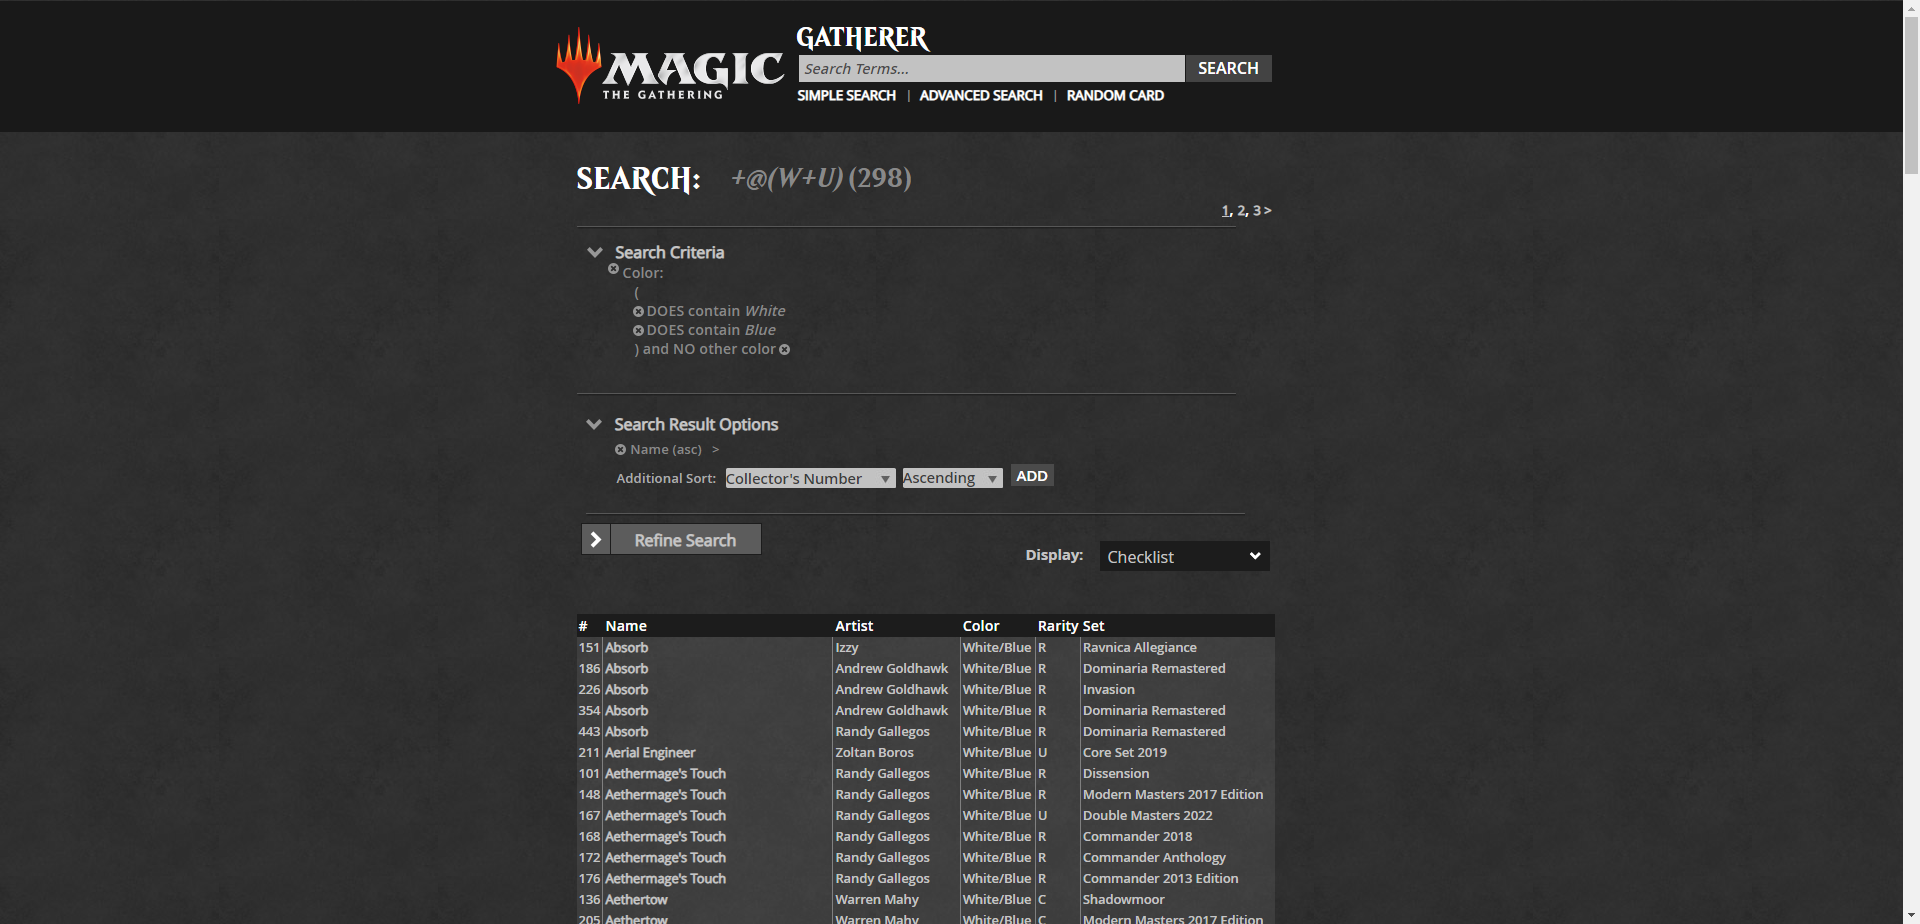 MAGIC
THE GATHERING
GATHERER
Search Terms...
SEARCH
SIMPLE SEARCH | ADVANCED SEARCH | RANDOM CARD
SEARCH: +@(W+U) (298)
1, 2, 3 >
Search Criteria
Color:
(
DOES contain White
DOES contain Blue
) and NO other color
Search Result Options
Name (asc) >
Additional Sort: Collector's Number Ascending ADD
Refine Search
Display: Checklist
# Name Artist Color Rarity Set
151 Absorb Izzy White/Blue R Ravnica Allegiance
186 Absorb Andrew Goldhawk White/Blue R Dominaria Remastered
226 Absorb Andrew Goldhawk White/Blue R Invasion
354 Absorb Andrew Goldhawk White/Blue R Dominaria Remastered
443 Absorb Randy Gallegos White/Blue R Dominaria Remastered
211 Aerial Engineer Zoltan Boros White/Blue U Core Set 2019
101 Aethermage's Touch Randy Gallegos White/Blue R Dissension
148 Aethermage's Touch Randy Gallegos White/Blue R Modern Masters 2017 Edition
167 Aethermage's Touch Randy Gallegos White/Blue U Double Masters 2022
168 Aethermage's Touch Randy Gallegos White/Blue R Commander 2018
172 Aethermage's Touch Randy Gallegos White/Blue R Commander Anthology
176 Aethermage's Touch Randy Gallegos White/Blue R Commander 2013 Edition
136 Aethertow Warren Mahy White/Blue C Shadowmoor
205 Aethertow Warren Mahy White/Blue C Modern Masters 2017 Edition